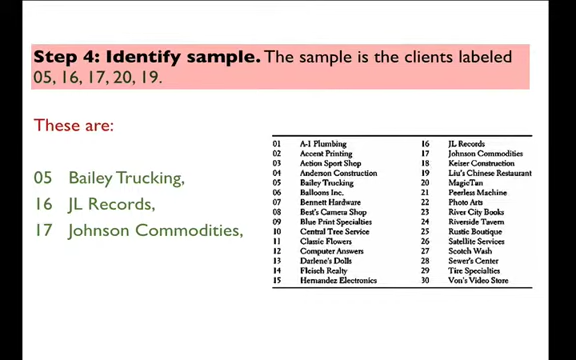 Step 4: Identify sample. The sample is the clients labeled
05, 16, 17, 20, 19.
These are:
05 Bailey Trucking,
16 JL Records,
17 Johnson Commodities,
01 A-1 Plumbing 16 JL Records
02 Accent Printing 17 Johnson Commodities
03 Action Sport Shop 18 Keiser Construction
04 Anderson Construction 19 Liu's Chinese Restaurant
05 Bailey Trucking 20 MagicTan
06 Balloons Inc. 21 Peerless Machine
07 Bennett Hardware 22 Photo Arts
08 Best's Camera Shop 23 River City Books
09 Blue Print Specialties 24 Riverside Tavern
10 Central Tree Service 25 Rustic Boutique
11 Classic Flowers 26 Satellite Services
12 Computer Answers 27 Scotch Wash
13 Darlene's Dolls 28 Sewer's Center
14 Fleisch Realty 29 Tire Specialties
15 Hernandez Electronics 30 Von's Video Store